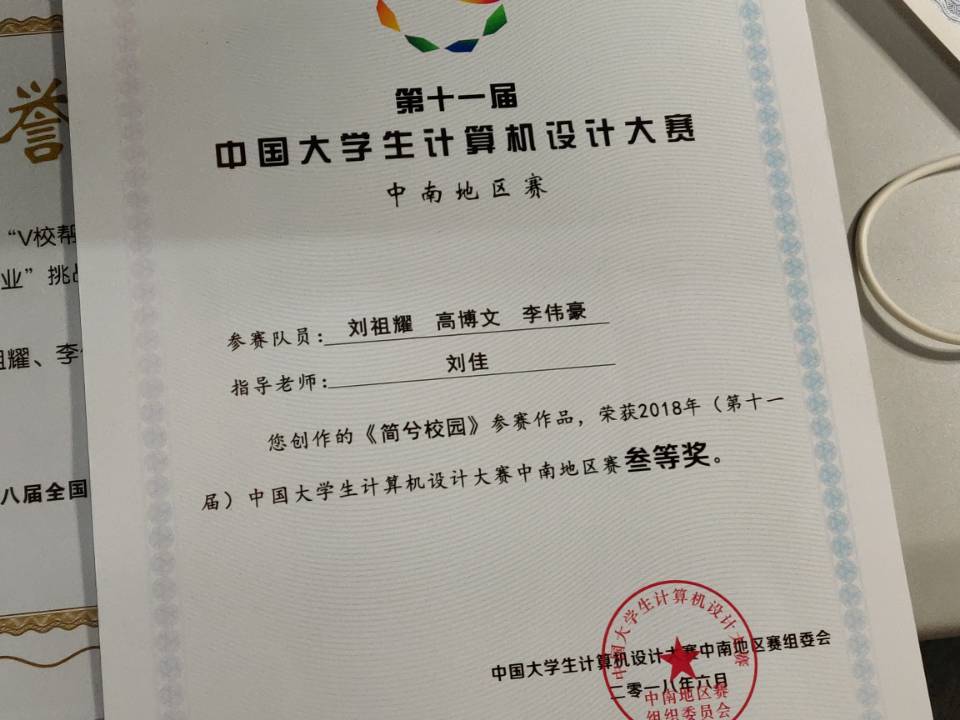 第十一届
中国大学生计算机设计大赛
中南地区赛
参赛队员：刘祖耀 高博文 李伟豪
指导老师：刘佳
您创作的《简兮校园》参赛作品，荣获2018年（第十一
届）中国大学生计算机设计大赛中南地区赛叁等奖。
中国大学生计算机设计大赛中南地区赛组委会
二零一八年六月
中国大学生计算机设计大赛
中南地区赛
组织委员会
誉
“V校帮
业”挑战
祖耀、李
八届全国